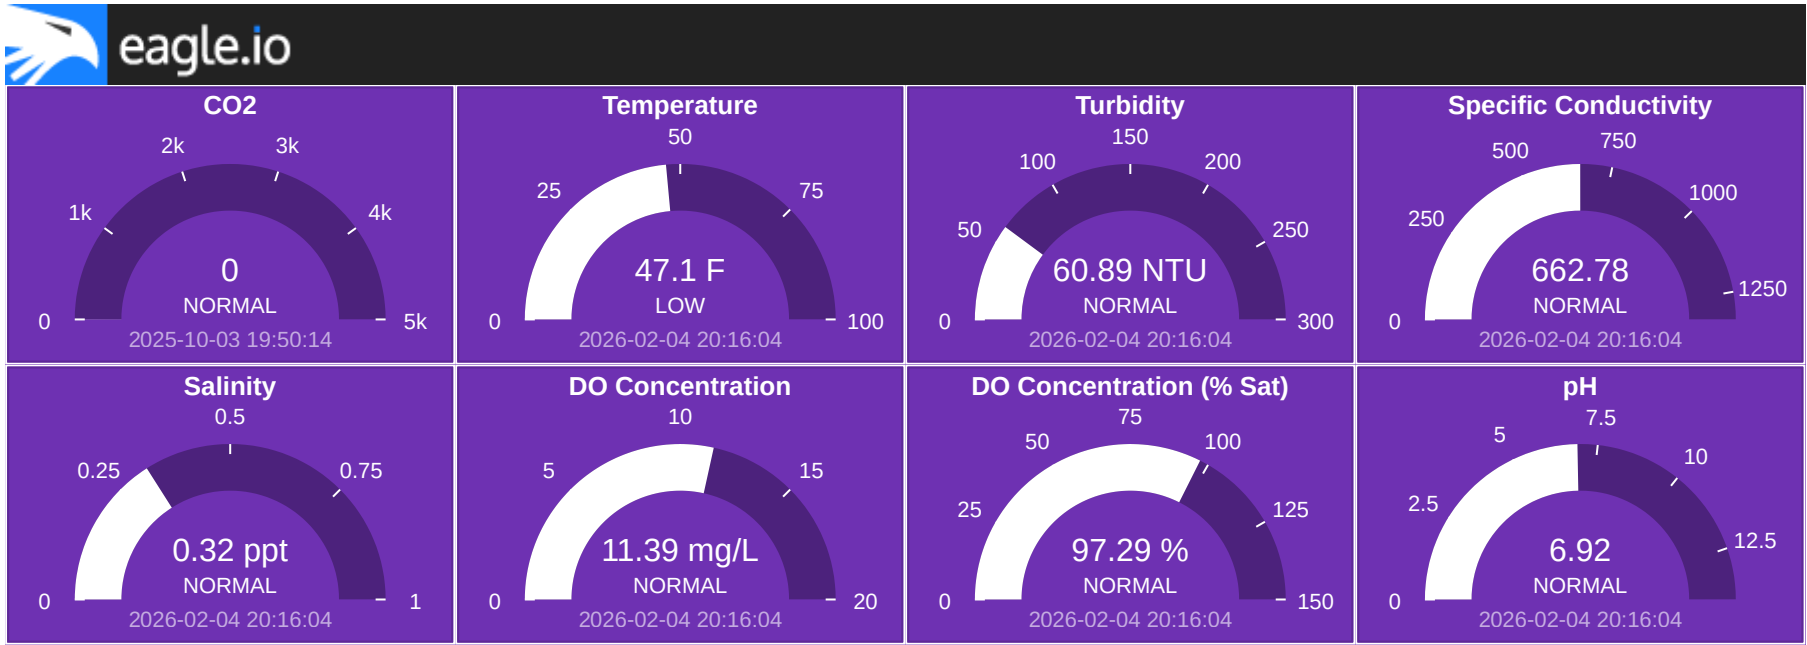 eagle.io
CO2
2k
3k
1k
4k
0
NORMAL
0
5k
2025-10-03 19:50:14
Temperature
50
25
75
47.1 F
LOW
0
100
2026-02-04 20:16:04
Turbidity
150
100
200
50
250
60.89 NTU
NORMAL
0
300
2026-02-04 20:16:04
Specific Conductivity
750
500
1000
250
662.78
1250
NORMAL
0
2026-02-04 20:16:04
Salinity
0.5
0.25
0.75
0.32 ppt
NORMAL
0
1
2026-02-04 20:16:04
DO Concentration
10
5
15
11.39 mg/L
NORMAL
0
20
2026-02-04 20:16:04
DO Concentration (% Sat)
75
50
100
25
125
97.29 %
NORMAL
0
150
2026-02-04 20:16:04
pH
7.5
5
10
2.5
12.5
6.92
NORMAL
0
2026-02-04 20:16:04